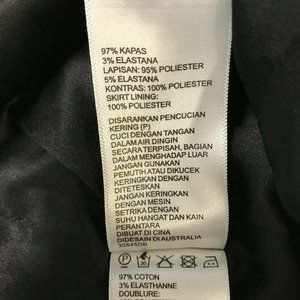 97% KAPAS
3% ELASTANA
LAPISAN: 95% POLIESTER
5% ELASTANA
KONTRAS: 100% POLIESTER
SKIRT LINING:
100% POLIESTER
DISARANKAN PENCUCIAN
KERING (P)
CUCI DENGAN TANGAN
DALAM AIR DINGIN
SECARA TERPISAH, BAGIAN
DALAM MENGHADAP LUAR
JANGAN GUNAKAN
PEMUTIH ATAU DIKUCEK
KERINGKAN DENGAN
DITETESKAN
JANGAN KERINGKAN
DENGAN MESIN
SETRIKA DENGAN
SUHU HANGAT DAN KAIN
PERANTARA
DIBUAT DI CINA
DIDESAIN DI AUSTRALIA
30545DB
P 30
97% COTON
3% ELASTHANNE
DOUBLURE: